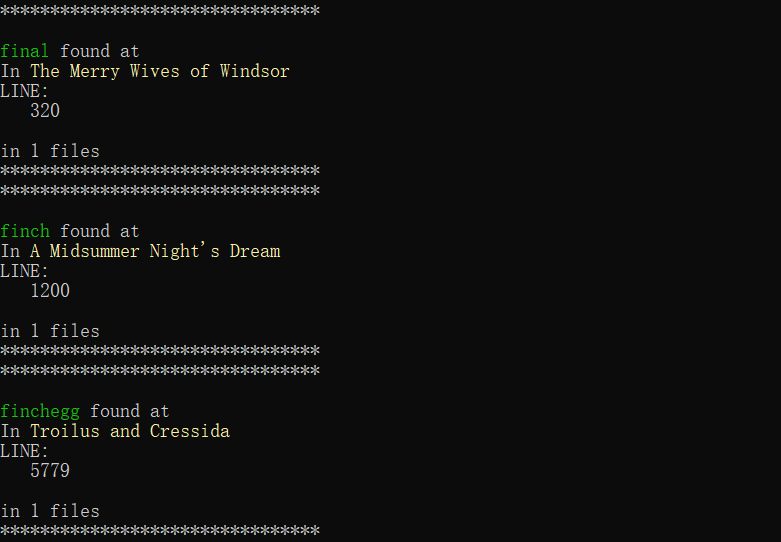 ********************************
final found at
In The Merry Wives of Windsor
LINE:
   320
in 1 files
********************************
********************************
finch found at
In A Midsummer Night's Dream
LINE:
   1200
in 1 files
********************************
********************************
finchegg found at
In Troilus and Cressida
LINE:
   5779
in 1 files
********************************